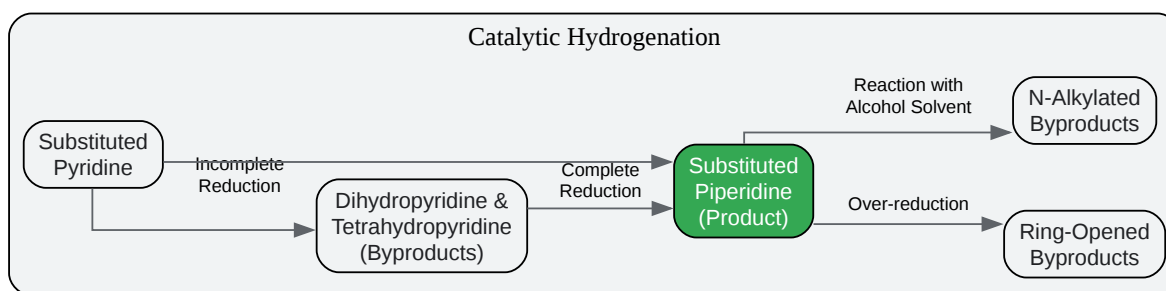 Catalytic Hydrogenation
Substituted
Pyridine
Incomplete
Reduction
Dihydropyridine &
Tetrahydropyridine
(Byproducts)
Complete
Reduction
Substituted
Piperidine
(Product)
Reaction with
Alcohol Solvent
N-Alkylated
Byproducts
Over-reduction
Ring-Opened
Byproducts